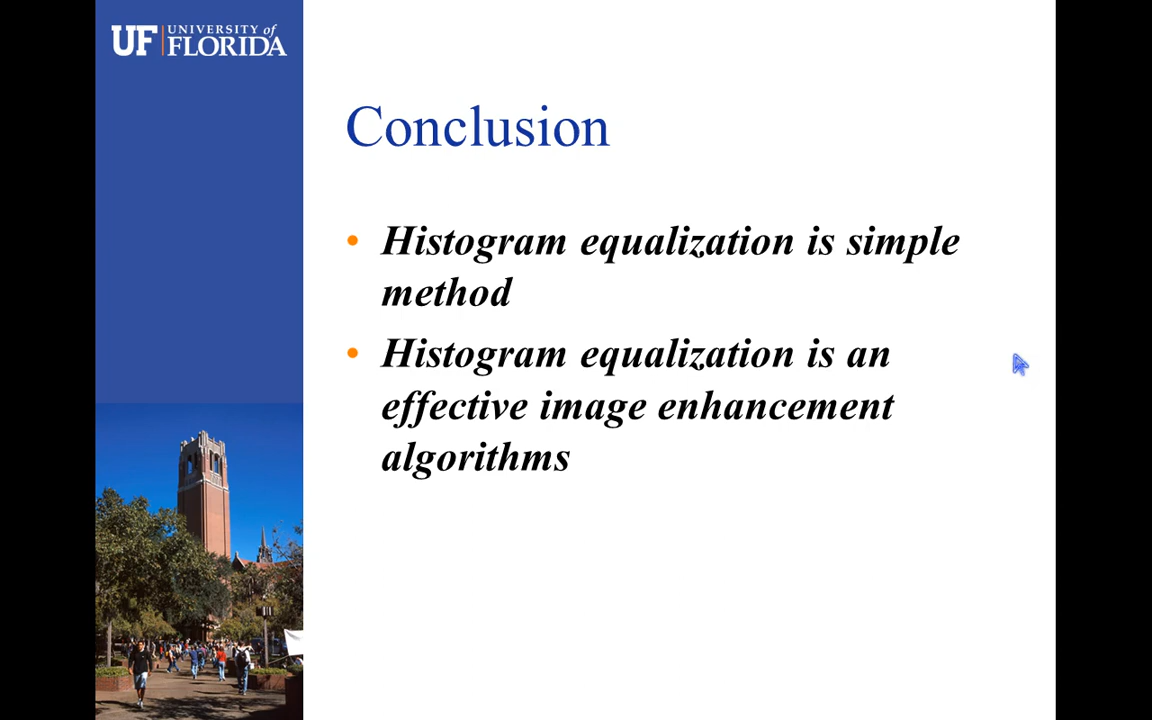 UF UNIVERSITY of
FLORIDA
Conclusion
• Histogram equalization is simple
method
• Histogram equalization is an
effective image enhancement
algorithms